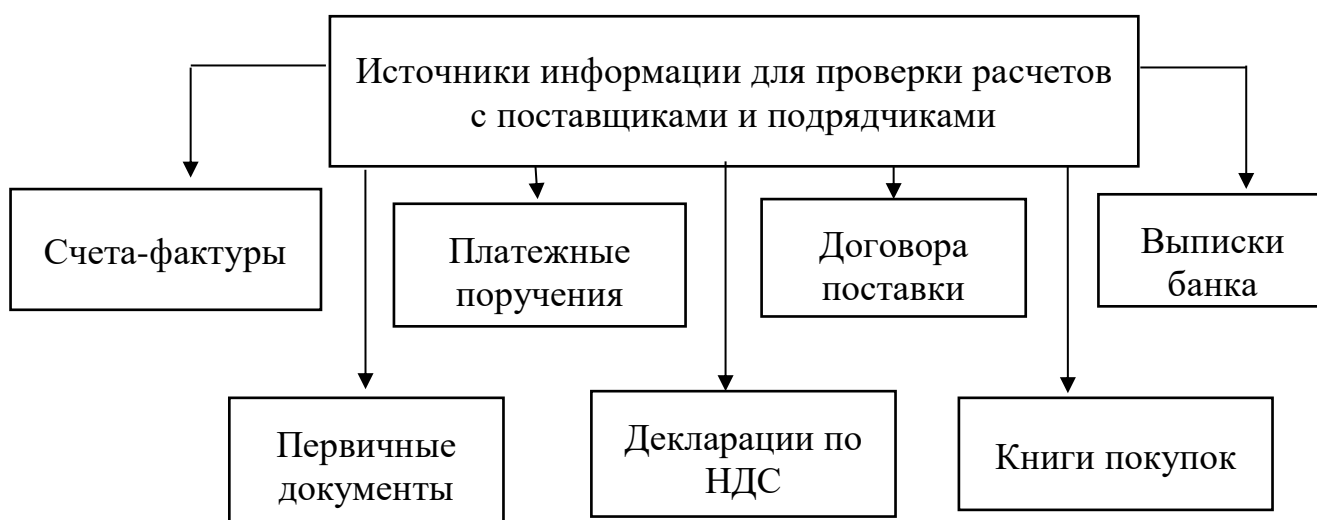 Источники информации для проверки расчетов
с поставщиками и подрядчиками
Счета-фактуры
Платежные
поручения
Договора
поставки
Выписки
банка
Первичные
документы
Декларации по
НДС
Книги покупок